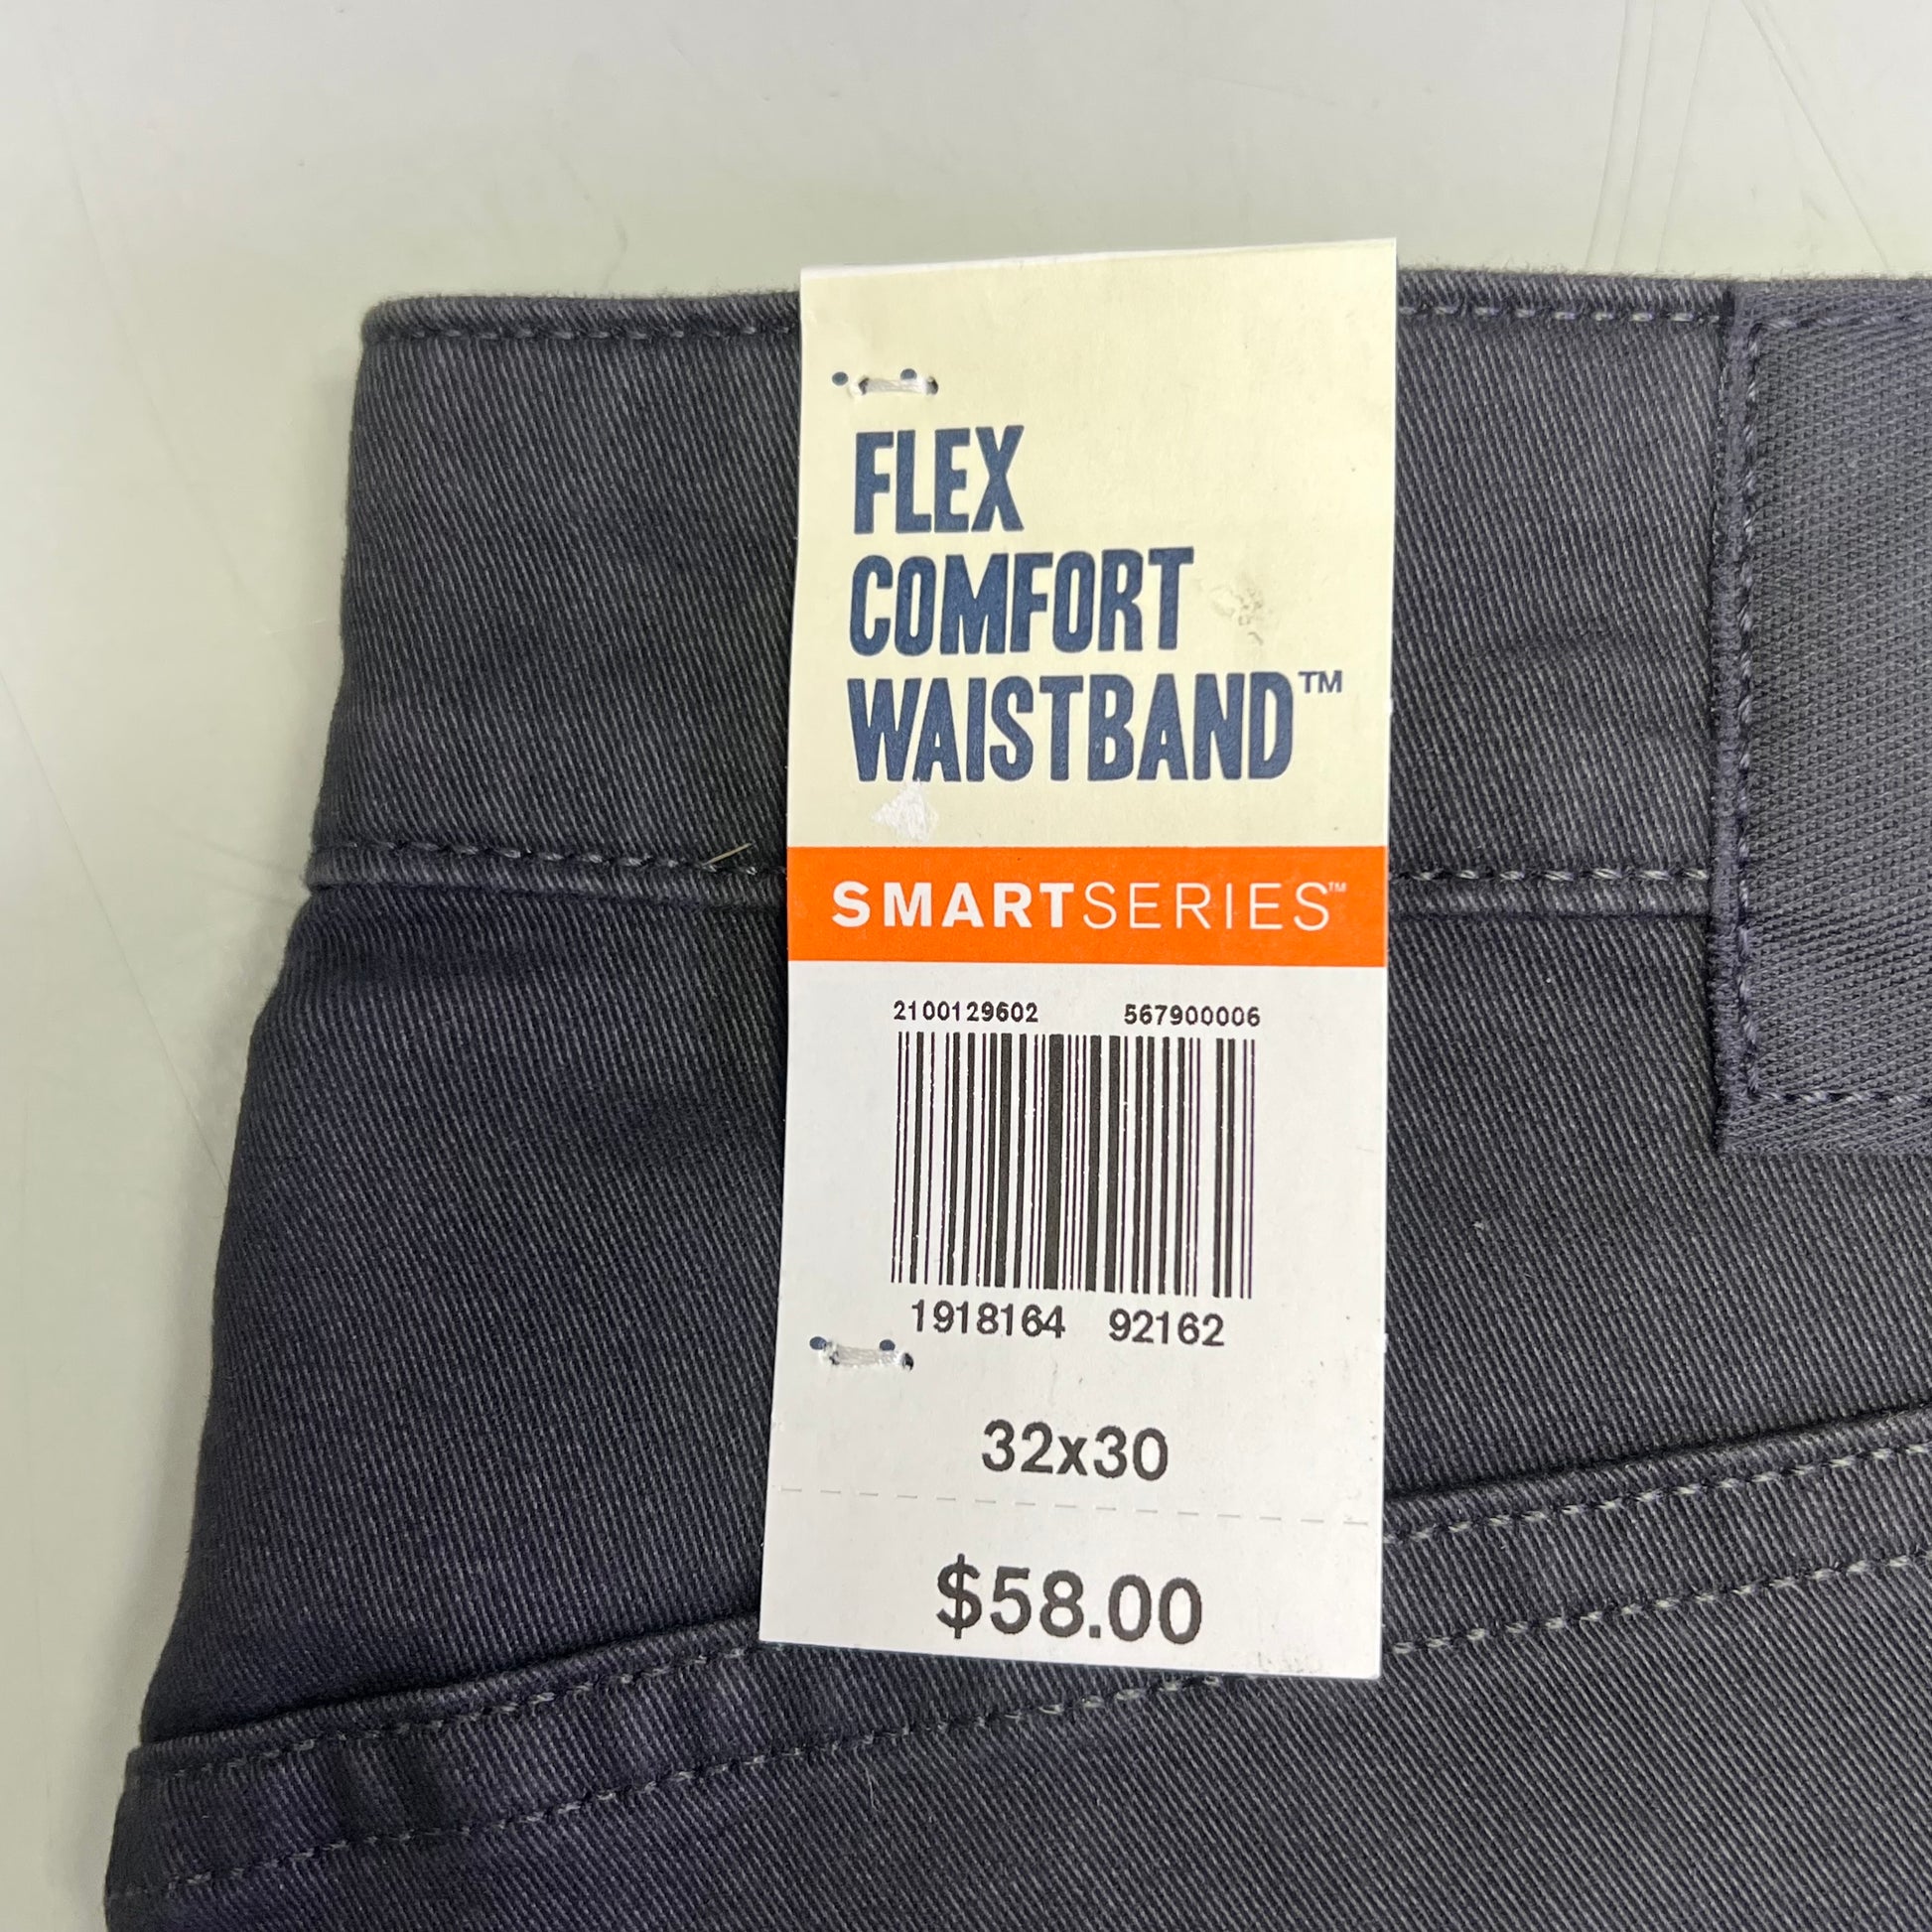 FLEX
COMFORT
WAISTBAND™
SMARTSERIES™
2100129602 567900006
1918164 92162
32x30
$58.00